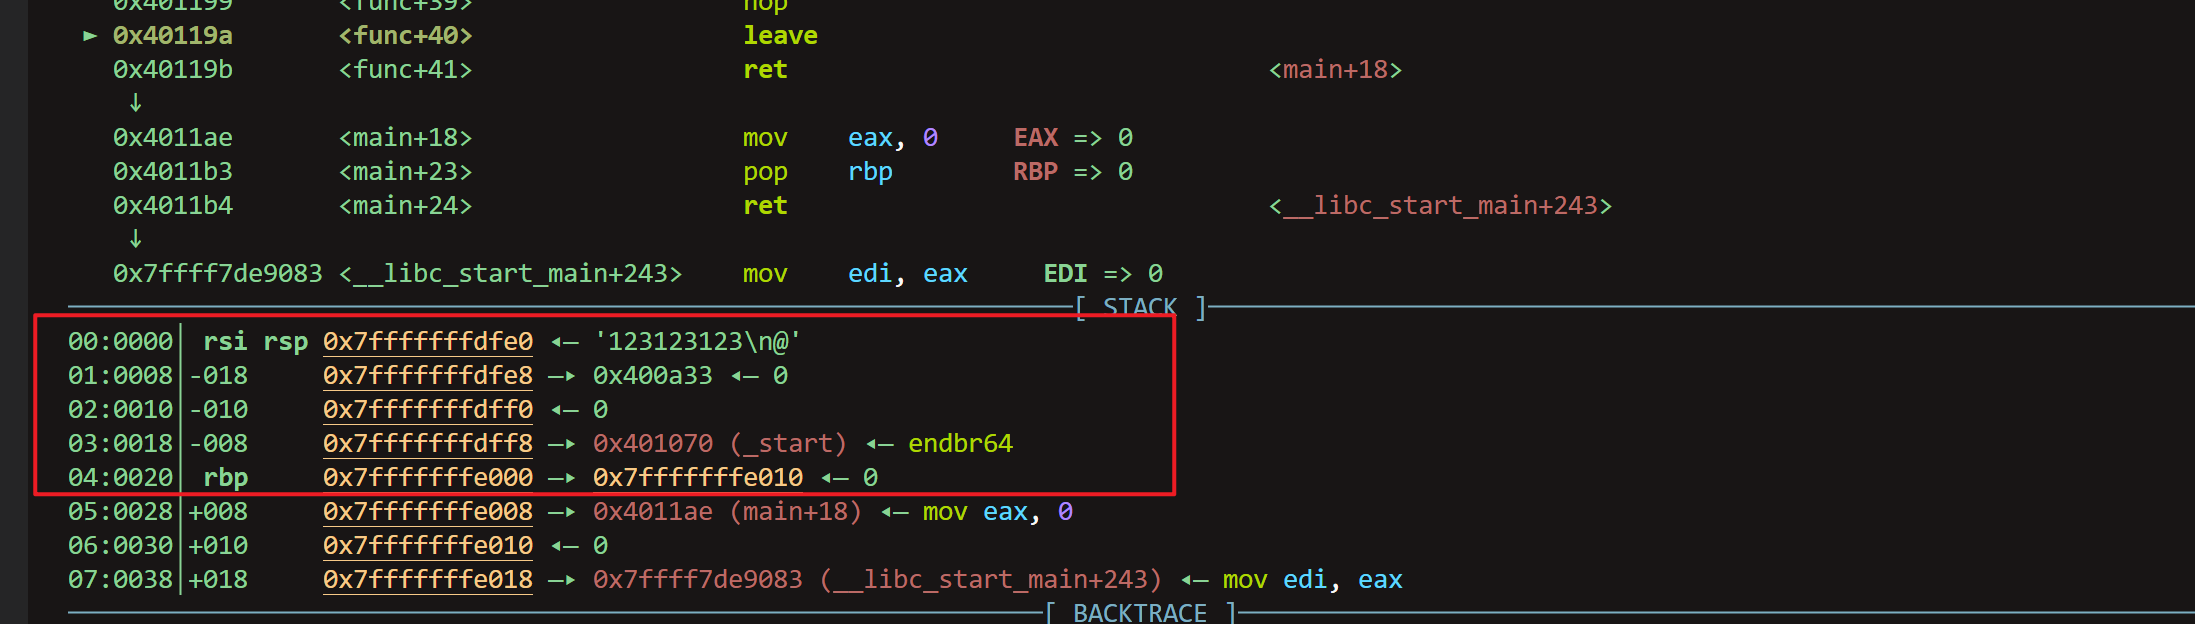 0x401199 <func+39> nop
► 0x40119a <func+40> leave
0x40119b <func+41> ret <main+18>
↓
0x4011ae <main+18> mov eax, 0 EAX => 0
0x4011b3 <main+23> pop rbp RBP => 0
0x4011b4 <main+24> ret <__libc_start_main+243>
↓
0x7ffff7de9083 <__libc_start_main+243> mov edi, eax EDI => 0
[ STACK ]
00:0000│ rsi rsp 0x7fffffffdfe0 ◂— '123123123\n@'
01:0008│-018 0x7fffffffdfe8 —▸ 0x400a33 ◂— 0
02:0010│-010 0x7fffffffdff0 ◂— 0
03:0018│-008 0x7fffffffdff8 —▸ 0x401070 (_start) ◂— endbr64
04:0020│ rbp 0x7fffffffe000 —▸ 0x7fffffffe010 ◂— 0
05:0028│+008 0x7fffffffe008 —▸ 0x4011ae (main+18) ◂— mov eax, 0
06:0030│+010 0x7fffffffe010 ◂— 0
07:0038│+018 0x7fffffffe018 —▸ 0x7ffff7de9083 (__libc_start_main+243) ◂— mov edi, eax
[ BACKTRACE ]